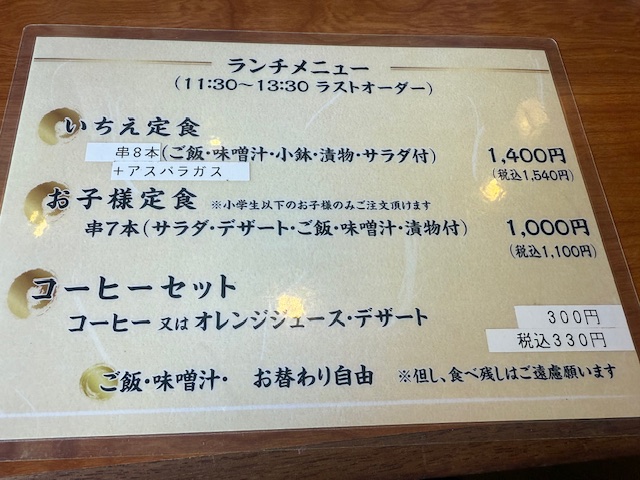 ランチメニュー
(11:30〜13:30 ラストオーダー)
いちえ定食
串8本(ご飯・味噌汁・小鉢・漬物・サラダ付) 1,400円
+アスパラガス (税込1,540円)
お子様定食 ※小学生以下のお子様のみご注文頂けます
串7本(サラダ・デザート・ご飯・味噌汁・漬物付) 1,000円
(税込1,100円)
コーヒーセット
コーヒー 又は オレンジジュース・デザート 300円
税込330円
ご飯・味噌汁・ お替わり自由 ※但し、食べ残しはご遠慮願います